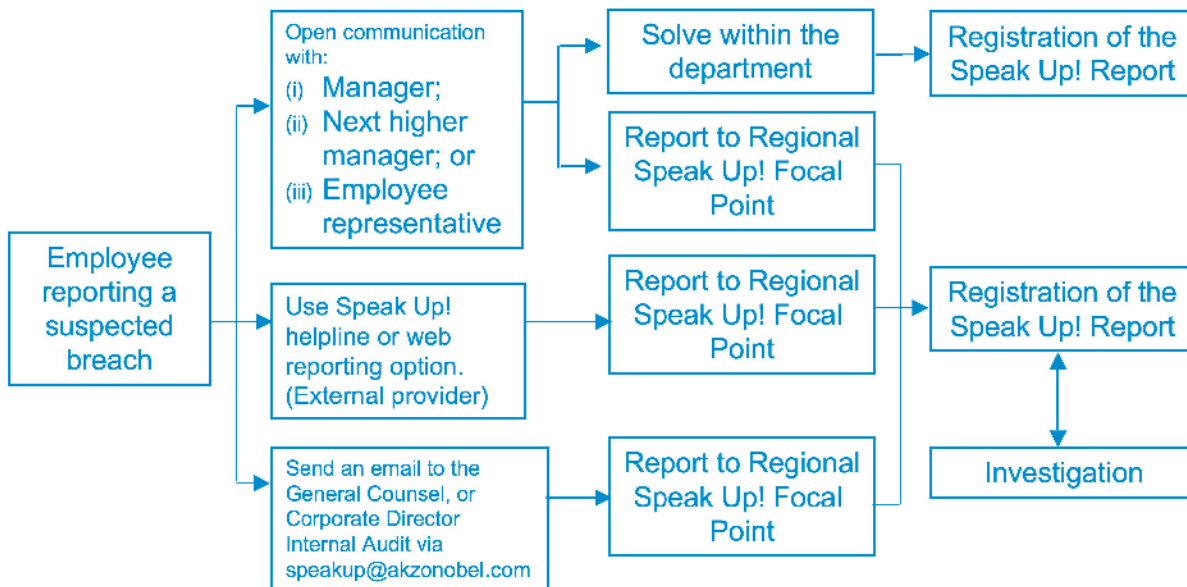 Employee
reporting a
suspected
breach
Open communication
with:
(i) Manager;
(ii) Next higher
manager; or
(iii) Employee
representative
Solve within the
department
Registration of the
Speak Up! Report
Report to Regional
Speak Up! Focal
Point
Use Speak Up!
helpline or web
reporting option.
(External provider)
Report to Regional
Speak Up! Focal
Point
Registration of the
Speak Up! Report
Send an email to the
General Counsel, or
Corporate Director
Internal Audit via
speakup@akzonobel.com
Report to Regional
Speak Up! Focal
Point
Investigation